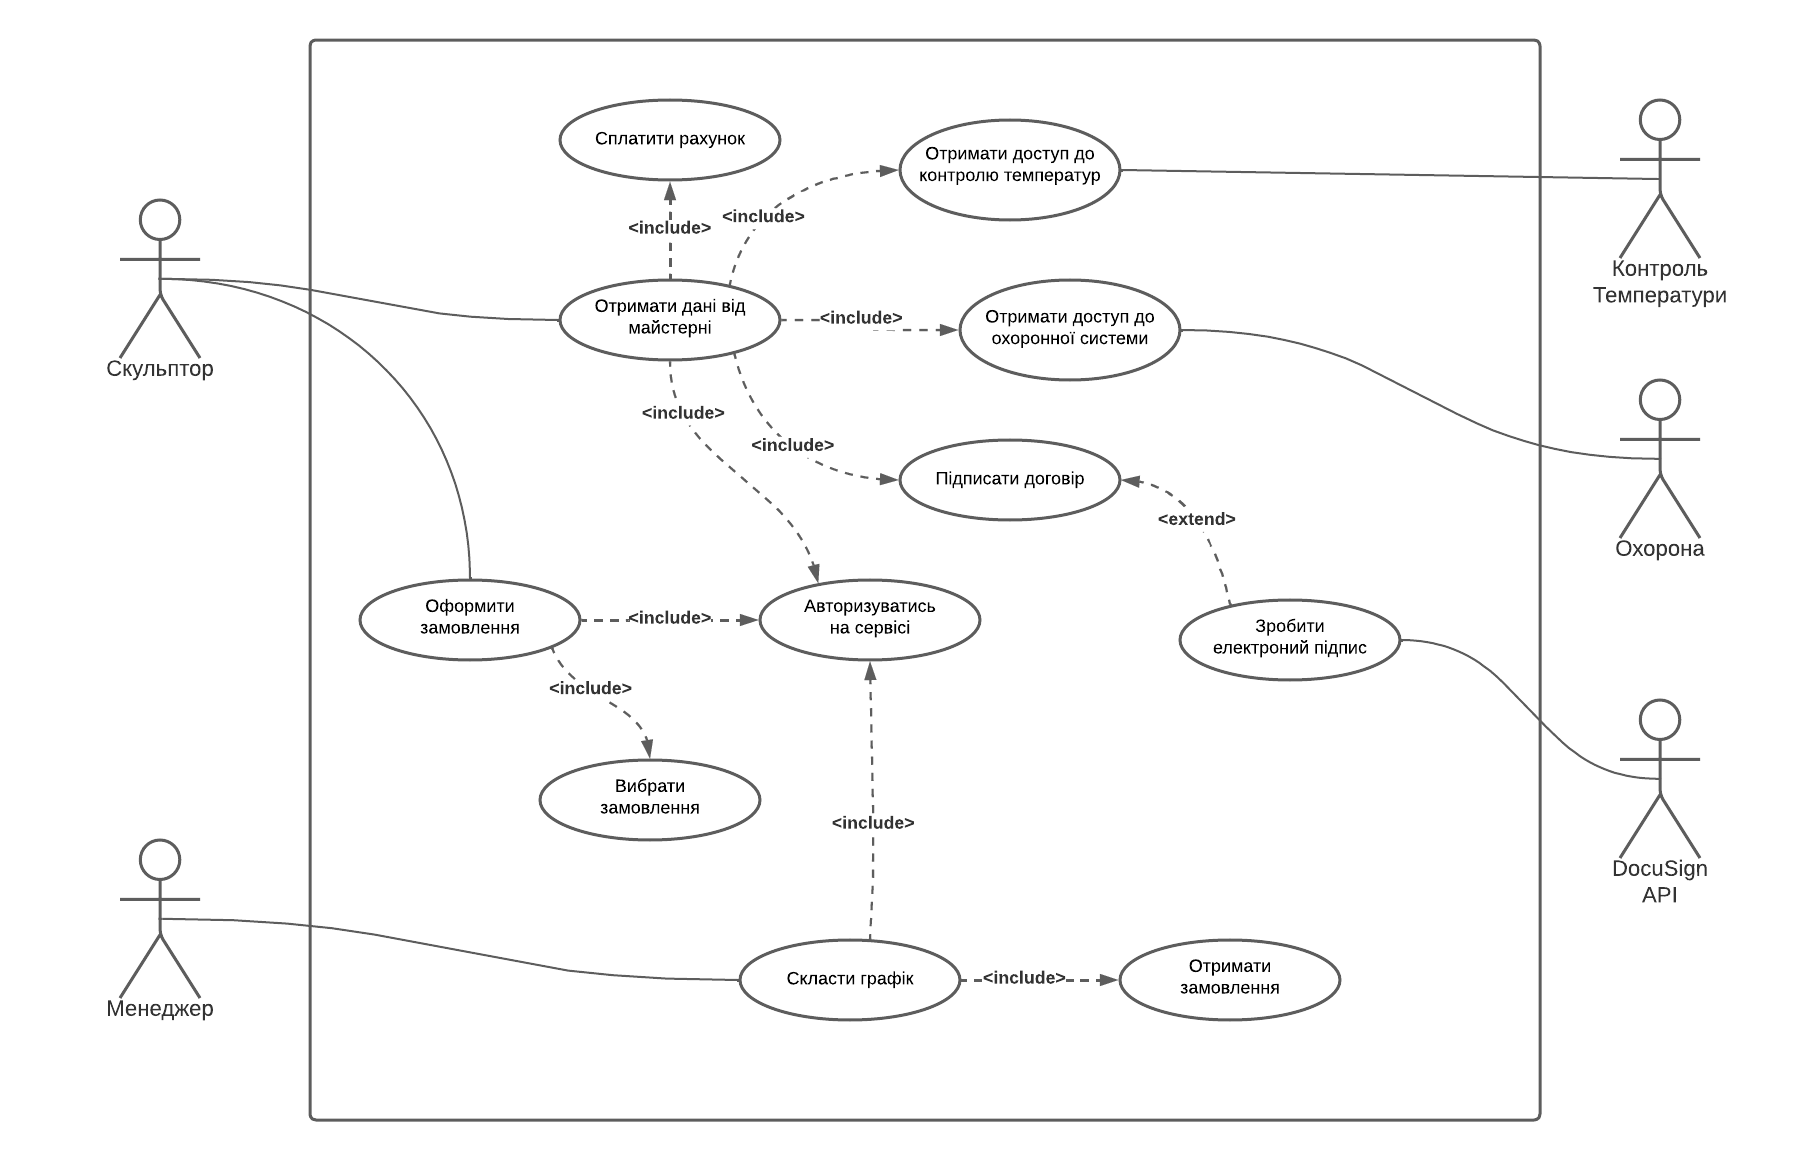 Сплатити рахунок
Отримати доступ до
контролю температур
<include>
<include>
Контроль
Температури
Отримати дані від
майстерні
<include>
Отримати доступ до
охоронної системи
Скульптор
<include>
<include>
Підписати договір
<extend>
Охорона
Оформити
замовлення
<include>
Авторизуватись
на сервісі
Зробити
електроний підпис
<include>
Вибрати
замовлення
<include>
DocuSign
API
Менеджер
Скласти графік
<include>
Отримати
замовлення